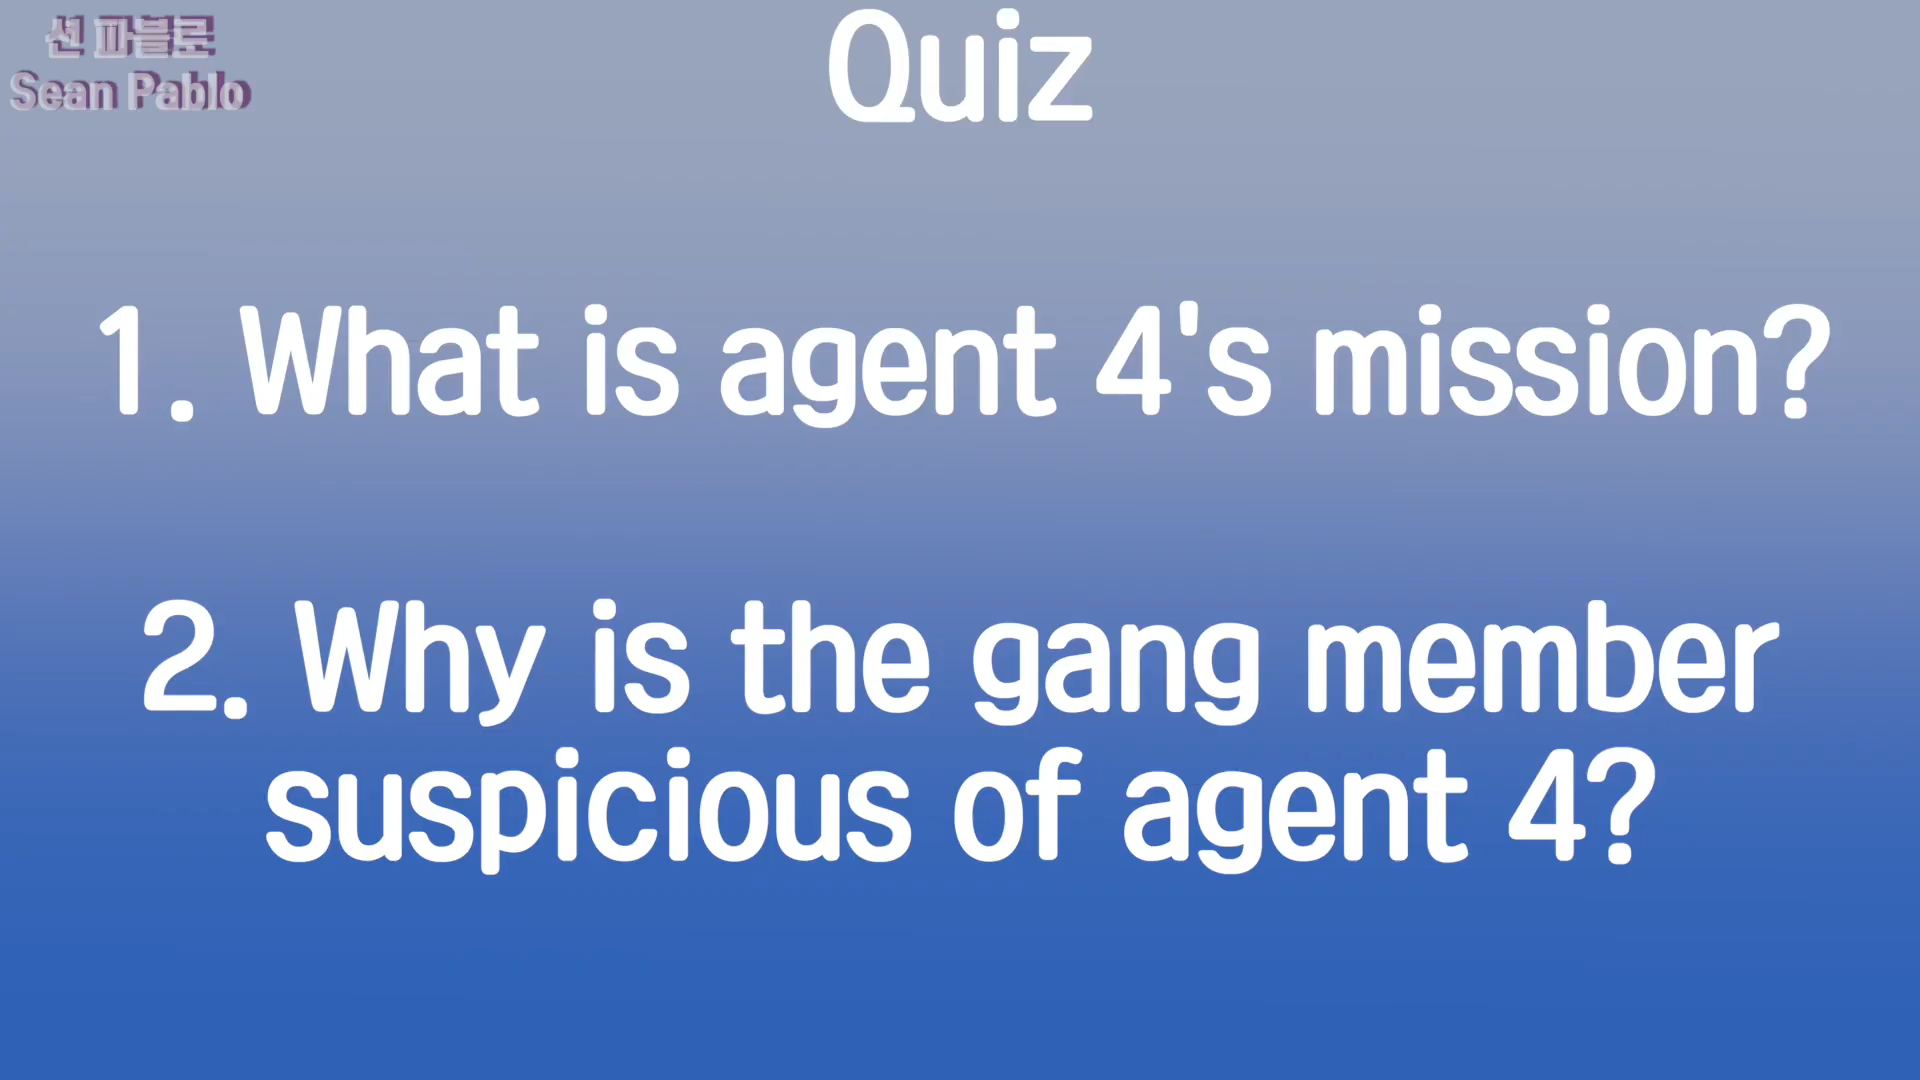 션 파블로
Sean Pablo
Quiz
1. What is agent 4's mission?
2. Why is the gang member
suspicious of agent 4?